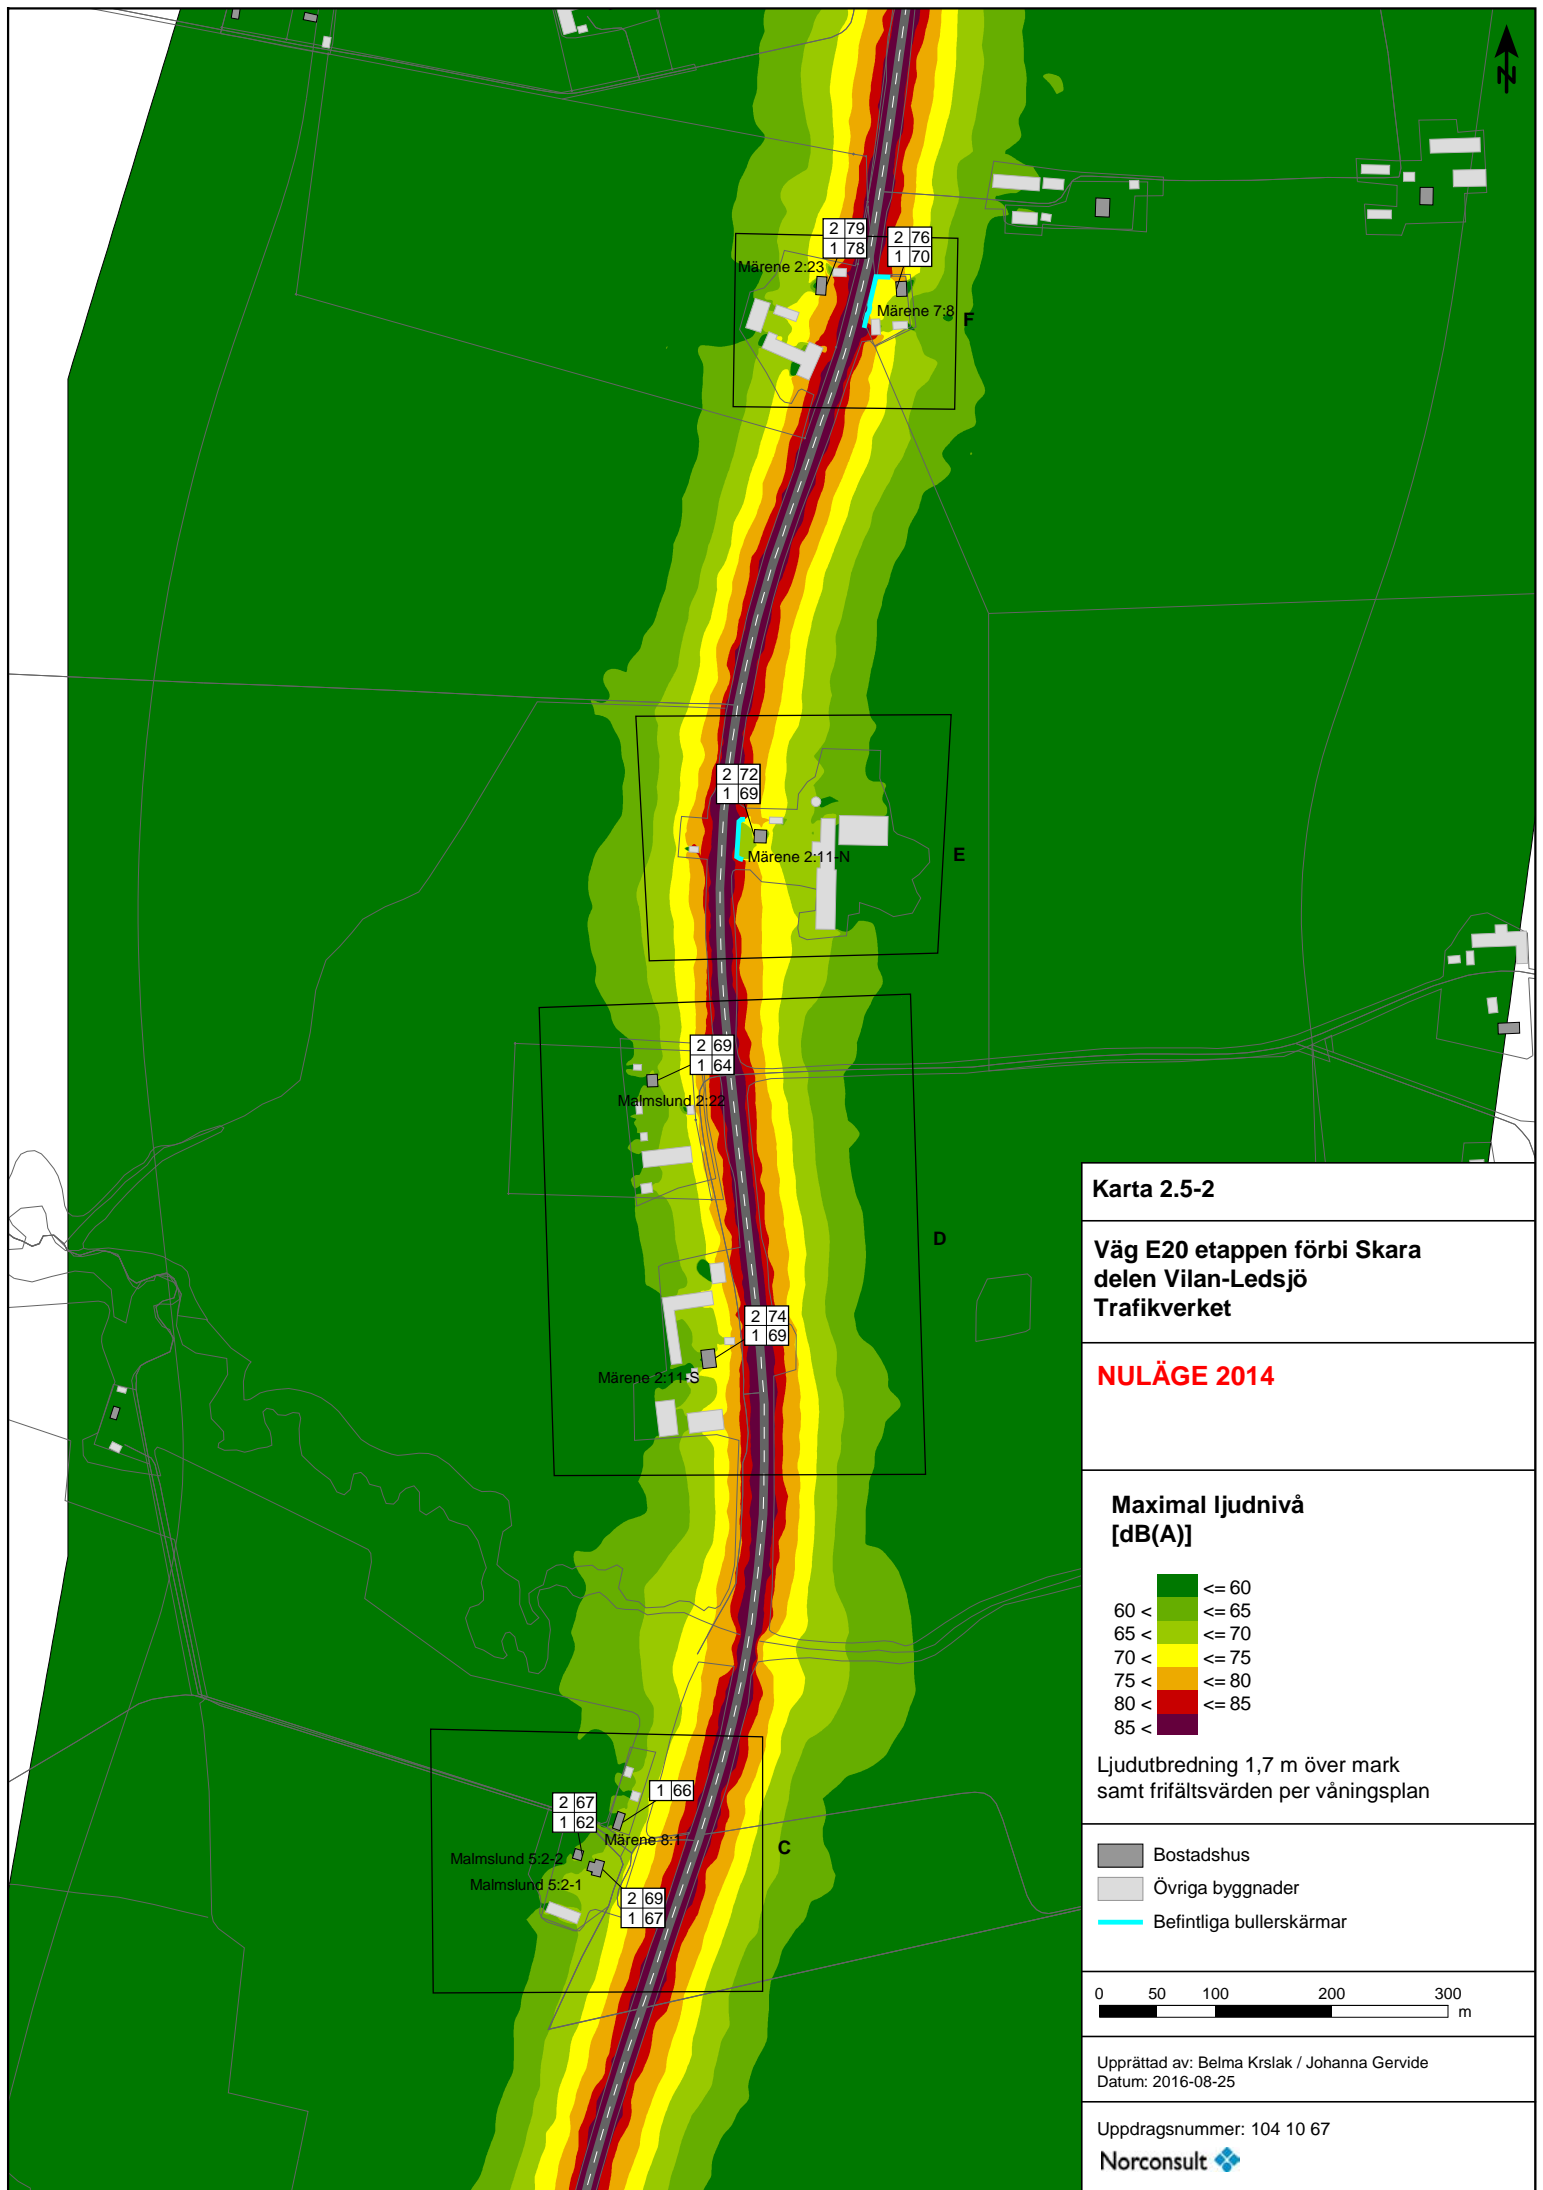 N
2 79
1 78
2 76
1 70
Märene 2:23
Märene 7:8
F
2 72
1 69
Märene 2:11-N
E
2 69
1 64
Malmslund 2:22
D
2 74
1 69
Märene 2:11-S
1 66
2 67
1 62
Märene 8:1
C
Malmslund 5:2-2
Malmslund 5:2-1
2 69
1 67
Karta 2.5-2
Väg E20 etappen förbi Skara
delen Vilan-Ledsjö
Trafikverket
NULÄGE 2014
Maximal ljudnivå
[dB(A)]
<= 60
60 < <= 65
65 < <= 70
70 < <= 75
75 < <= 80
80 < <= 85
85 <
Ljudutbredning 1,7 m över mark
samt frifältsvärden per våningsplan
Bostadshus
Övriga byggnader
Befintliga bullerskärmar
0 50 100 200 300
m
Upprättad av: Belma Krslak / Johanna Gervide
Datum: 2016-08-25
Uppdragsnummer: 104 10 67
Norconsult